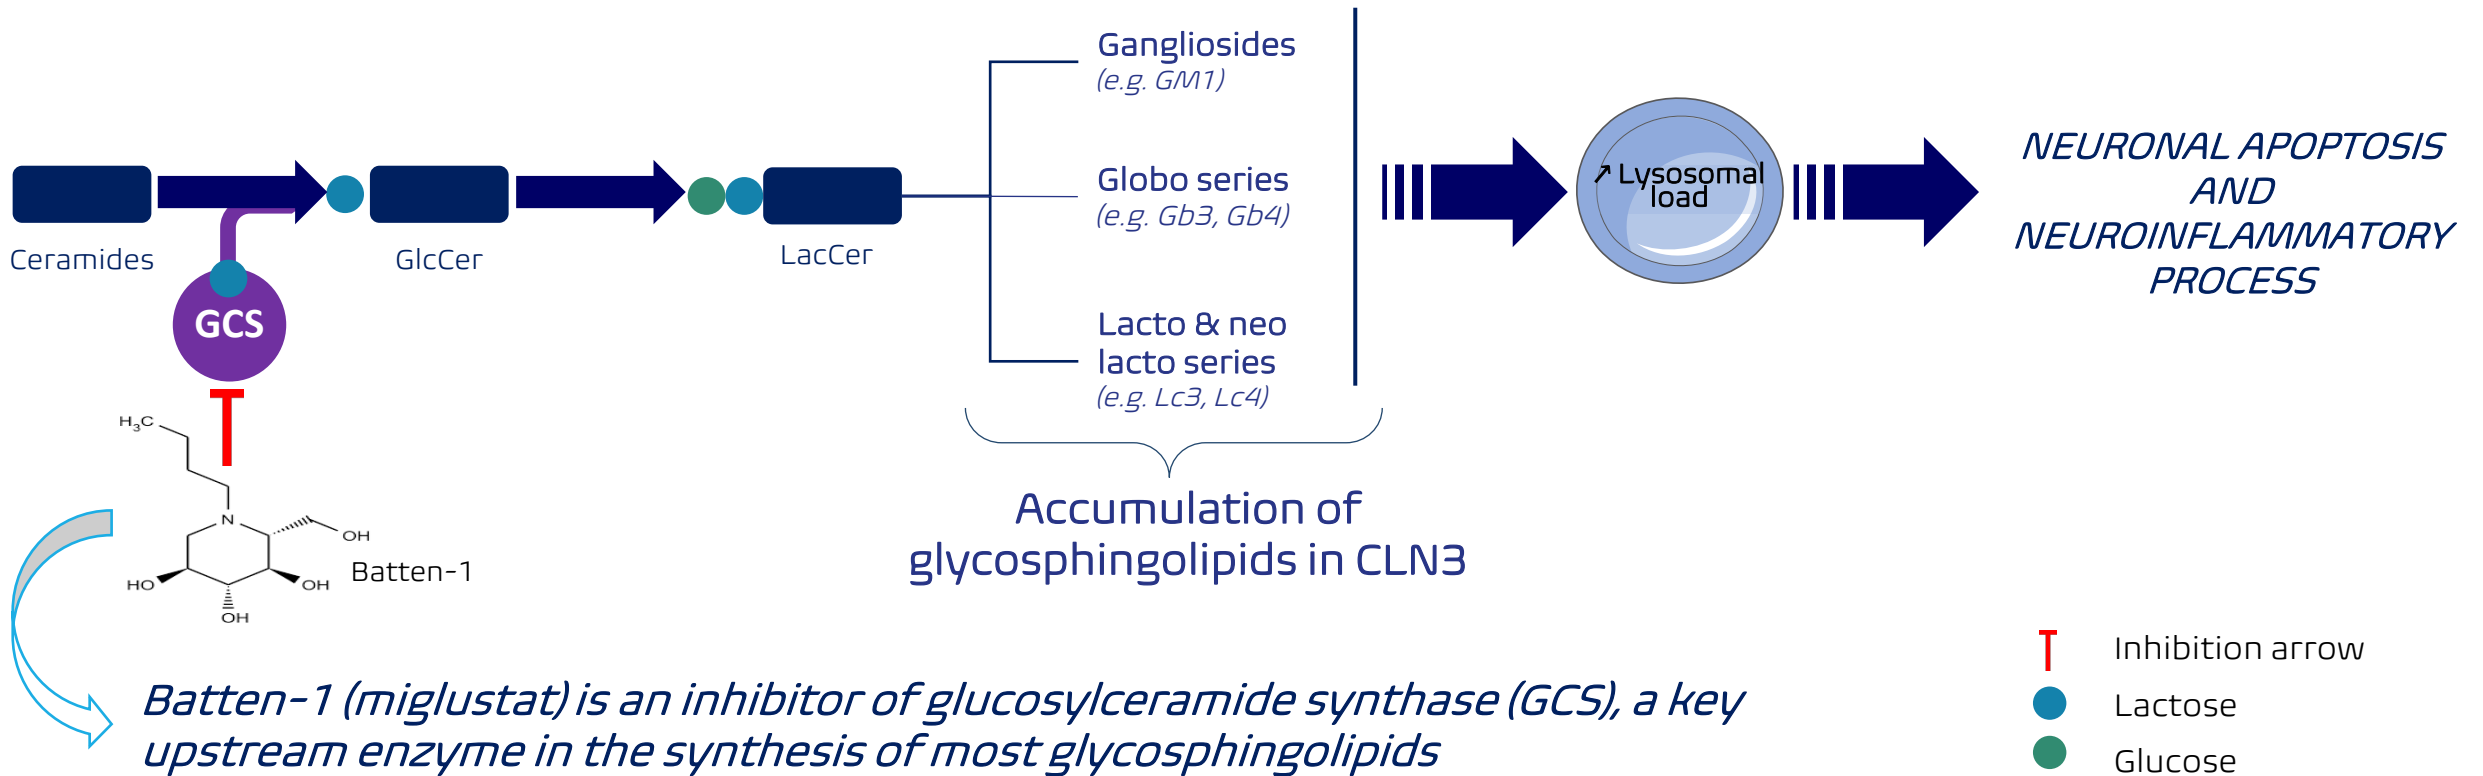 Gangliosides
(e.g. GM1)
Globo series
(e.g. Gb3, Gb4)
Lacto & neo
lacto series
(e.g. Lc3, Lc4)
Ceramides
GlcCer
LacCer
GCS
↗ Lysosomal
load
NEURONAL APOPTOSIS
AND
NEUROINFLAMMATORY
PROCESS
Accumulation of
glycosphingolipids in CLN3
H₃C
N
OH
HO
OH
OH
Batten-1
Batten-1 (miglustat) is an inhibitor of glucosylceramide synthase (GCS), a key
upstream enzyme in the synthesis of most glycosphingolipids
Inhibition arrow
Lactose
Glucose